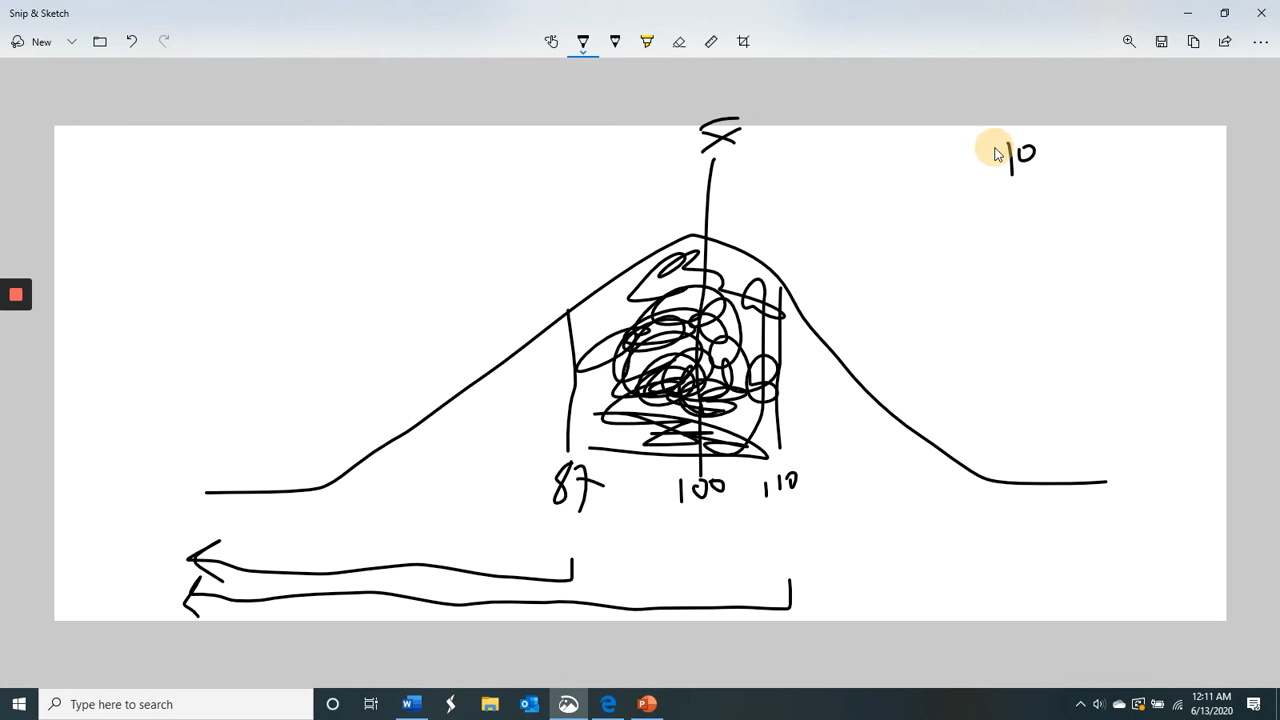 Snip & Sketch
New
x̄
10
87 100 110
Type here to search
12:11 AM
6/13/2020